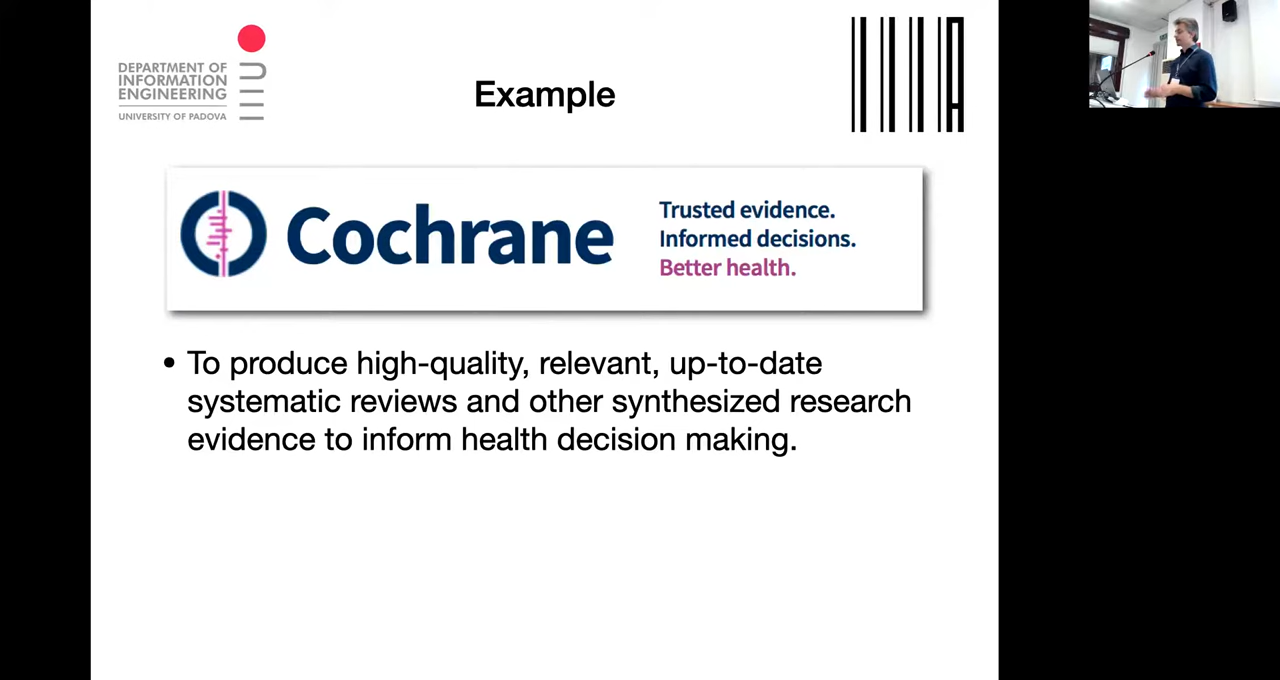 DEPARTMENT OF
INFORMATION
ENGINEERING
UNIVERSITY OF PADOVA
Example
Cochrane
Trusted evidence.
Informed decisions.
Better health.
• To produce high-quality, relevant, up-to-date
systematic reviews and other synthesized research
evidence to inform health decision making.